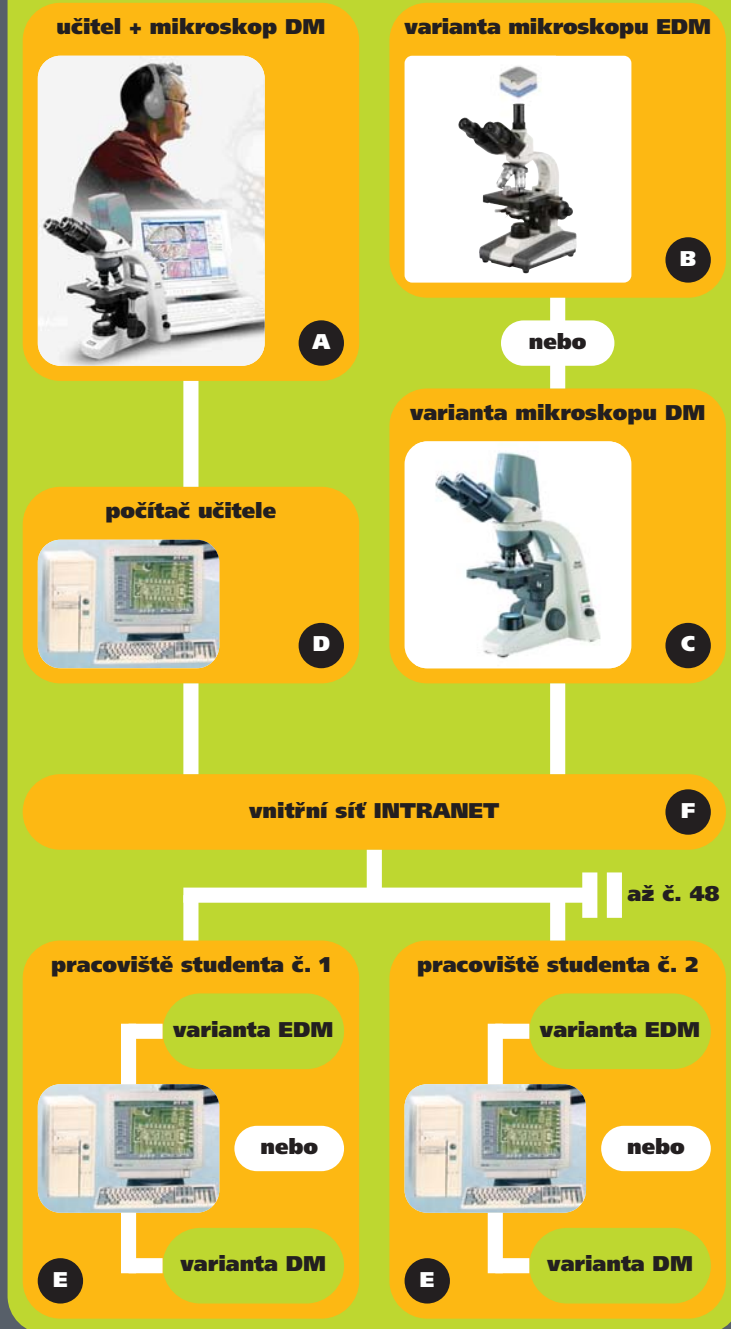 učitel + mikroskop DM
A
varianta mikroskopu EDM
B
nebo
varianta mikroskopu DM
C
počítač učitele
D
vnitřní síť INTRANET
F
až č. 48
pracoviště studenta č. 1
varianta EDM
nebo
varianta DM
E
pracoviště studenta č. 2
varianta EDM
nebo
varianta DM
E